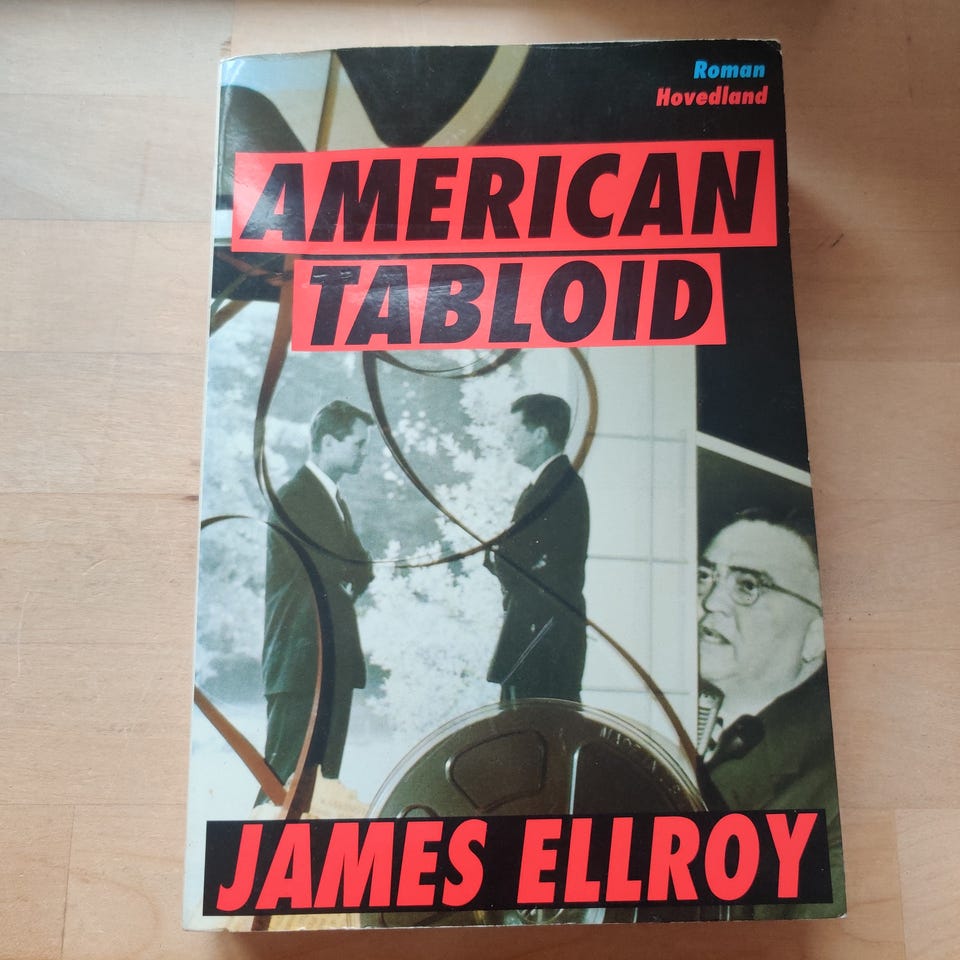 Roman
Hovedland
AMERICAN
TABLOID
JAMES ELLROY